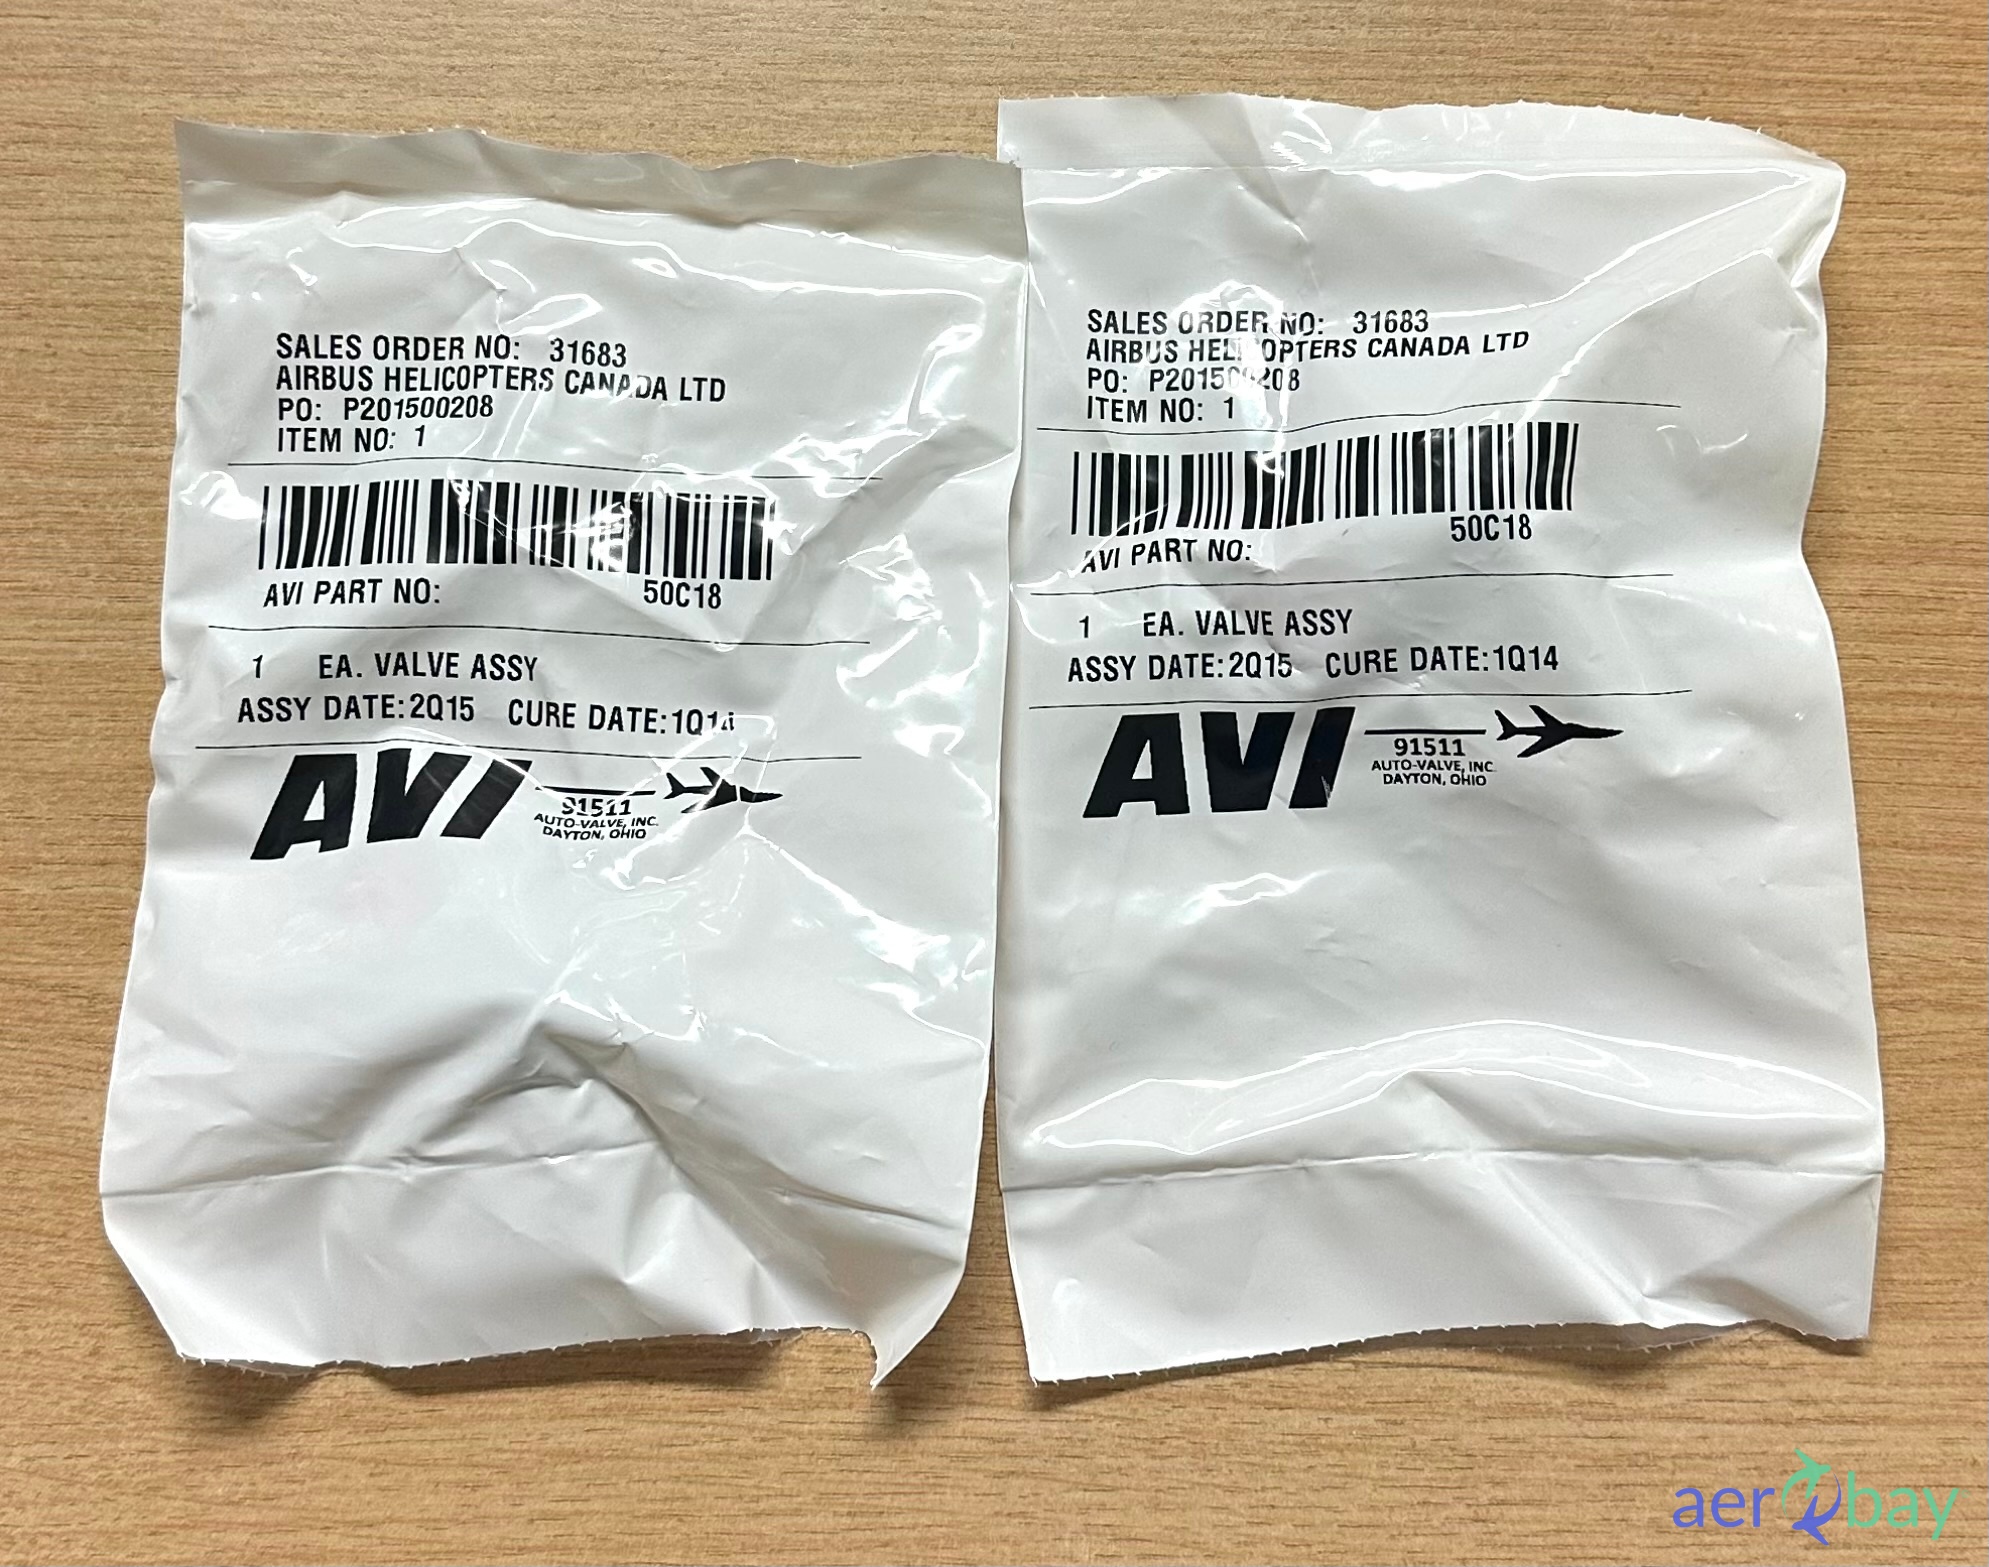 SALES ORDER NO: 31683
AIRBUS HELICOPTERS CANADA LTD
PO: P201500208
ITEM NO: 1
AVI PART NO: 50C18
1 EA. VALVE ASSY
ASSY DATE:2Q15 CURE DATE:1Q14
AVI
91511
AUTO-VALVE, INC.
DAYTON, OHIO
SALES ORDER NO: 31683
AIRBUS HELICOPTERS CANADA LTD
PO: P201500208
ITEM NO: 1
50C18
AVI PART NO:
1 EA. VALVE ASSY
ASSY DATE:2Q15 CURE DATE:1Q14
AVI
91511
AUTO-VALVE, INC.
DAYTON, OHIO
aerobay